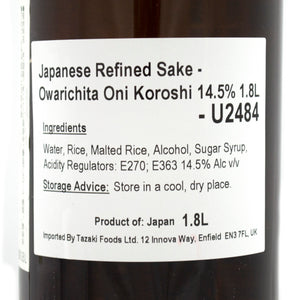 Japanese Refined Sake -
Owarichita Oni Koroshi 14.5% 1.8L
- U2484
Ingredients
Water, Rice, Malted Rice, Alcohol, Sugar Syrup,
Acidity Regulators: E270; E363 14.5% Alc v/v
Storage Advice: Store in a cool, dry place.
Product of: Japan 1.8L
Imported By Tazaki Foods Ltd. 12 Innova Way, Enfield EN3 7FL, UK